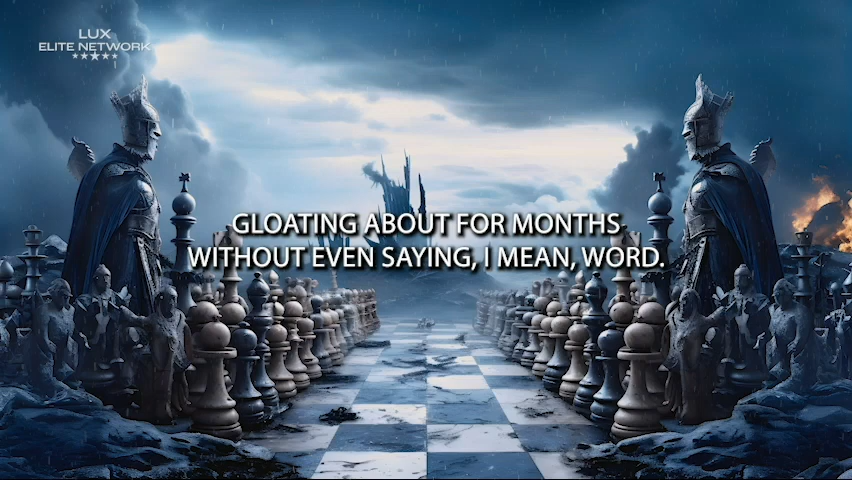 LUX
ELITE NETWORK
GLOATING ABOUT FOR MONTHS
WITHOUT EVEN SAYING, I MEAN, WORD.